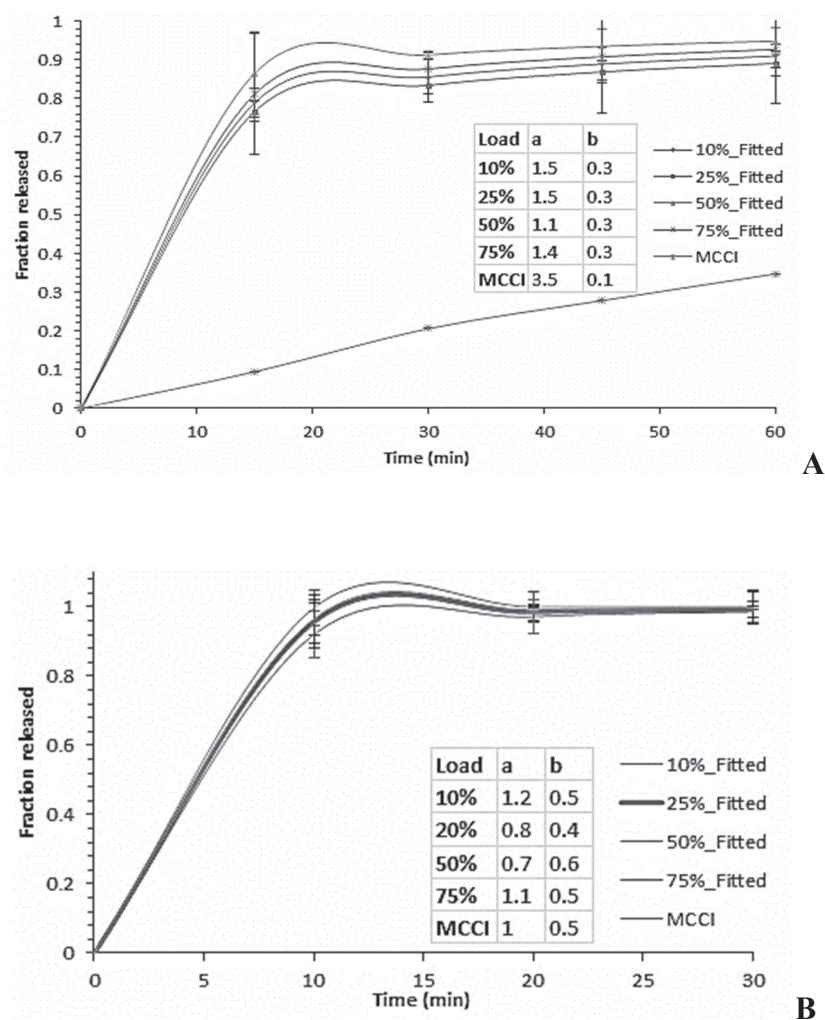 1
0.9
0.8
0.7
0.6
0.5
0.4
0.3
0.2
0.1
0
Fraction released
Load a b
10% 1.5 0.3
25% 1.5 0.3
50% 1.1 0.3
75% 1.4 0.3
MCCI 3.5 0.1
10%_Fitted
25%_Fitted
50%_Fitted
75%_Fitted
MCCI
0 10 20 30 40 50 60
Time (min)
A
1
0.8
0.6
0.4
0.2
0
Fraction released
Load a b
10% 1.2 0.5
20% 0.8 0.4
50% 0.7 0.6
75% 1.1 0.5
MCCI 1 0.5
10%_Fitted
25%_Fitted
50%_Fitted
75%_Fitted
MCCI
0 5 10 15 20 25 30
Time (min)
B